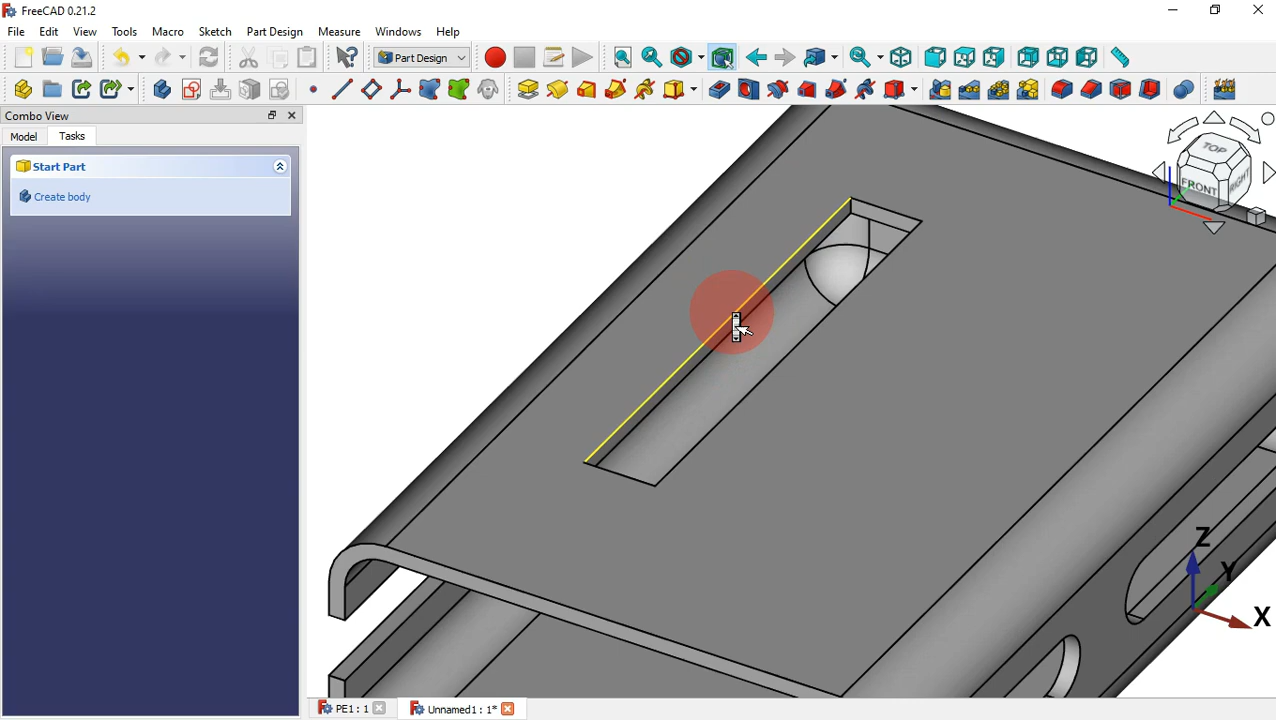 FreeCAD 0.21.2
File Edit View Tools Macro Sketch Part Design Measure Windows Help
Part Design
Combo View
Model Tasks
Start Part
Create body
TOP
FRONT RIGHT
Z
Y
X
PE1 : 1 Unnamed1 : 1*